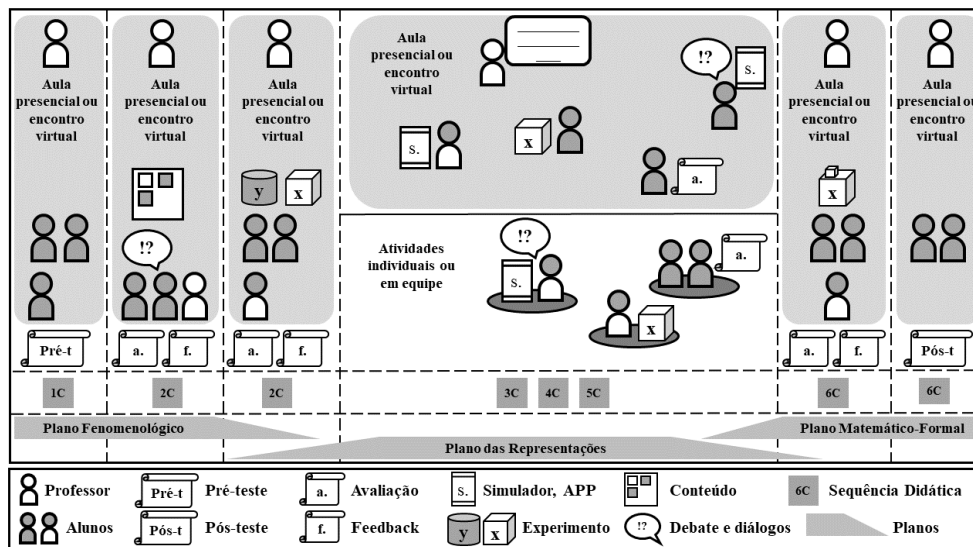 Aula
presencial ou
encontro
virtual
Aula
presencial ou
encontro
virtual
!?
Aula
presencial ou
encontro
virtual
y
x
Aula
presencial ou
encontro
virtual
s.
x
!?
s.
a.
Atividades
individuais ou
em equipe
!?
s.
x
a.
Aula
presencial ou
encontro
virtual
x
Aula
presencial ou
encontro
virtual
Pré-t
a.
f.
a.
f.
a.
f.
Pós-t
1C
2C
2C
3C
4C
5C
6C
6C
Plano Fenomenológico
Plano das Representações
Plano Matemático-Formal
Professor
Pré-t
Pré-teste
a.
Avaliação
s.
Simulador, APP
Conteúdo
6C
Sequência Didática
Alunos
Pós-t
Pós-teste
f.
Feedback
y
x
Experimento
!?
Debate e diálogos
Planos